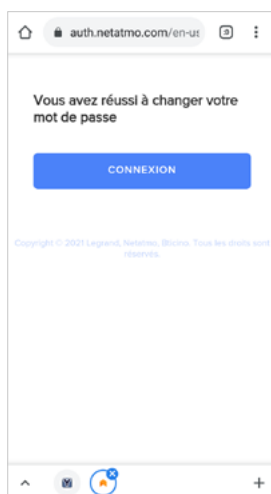 auth.netatmo.com/en-us
Vous avez réussi à changer votre
mot de passe
CONNEXION
Copyright © 2021 Legrand, Netatmo, Bticino. Tous les droits sont
réservés.